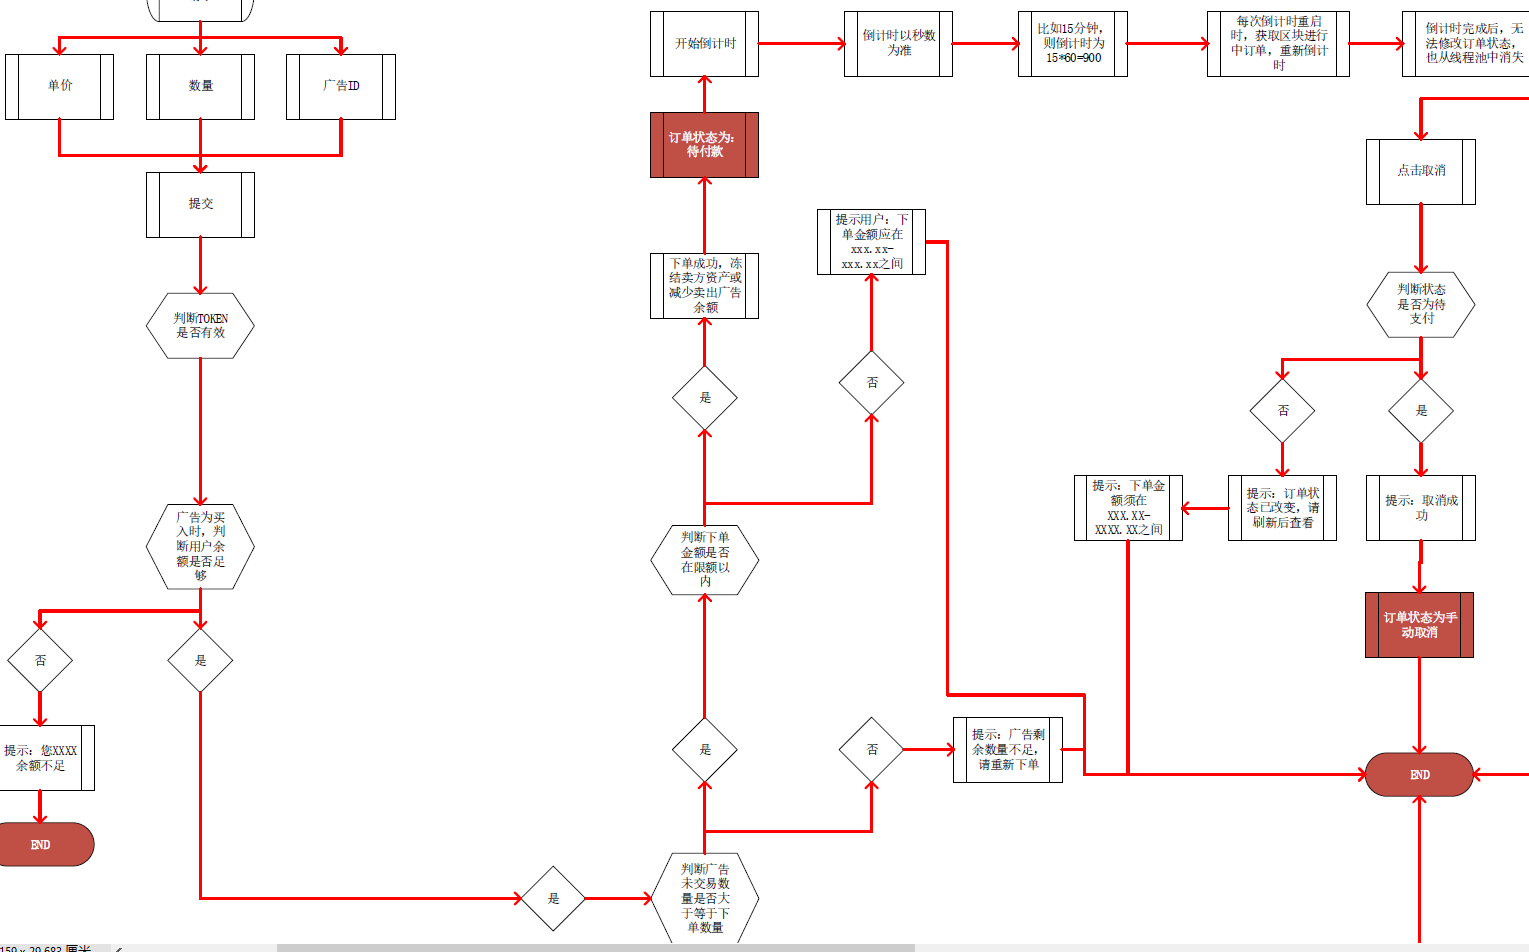 单价
数量
广告ID
提交
判断TOKEN
是否有效
广告为买
入时，判
断用户余
额是否足
够
否
是
提示：您XXXX
余额不足
END
是
开始倒计时
倒计时以秒数
为准
比如15分钟，
则倒计时为
15*60=900
每次倒计时重启
时，获取区块进行
中订单，重新倒计
时
倒计时完成后，无
法修改订单状态，
也从线程池中消失
订单状态为：
待付款
下单成功，冻
结卖方资产或
减少卖出广告
余额
提示用户：下
单金额应在
xxx.xx-
xxx.xx之间
是
否
判断下单
金额是否
在限额以
内
是
否
提示：广告剩
余数量不足，
请重新下单
判断广告
未交易数
量是否大
于等于下
单数量
点击取消
判断状态
是否为待
支付
否
是
提示：下单金
额须在
XXX.XX-
XXXX.XX之间
提示：订单状
态已改变，请
刷新后查看
提示：取消成
功
订单状态为手
动取消
END
159 x 29.683 厘米